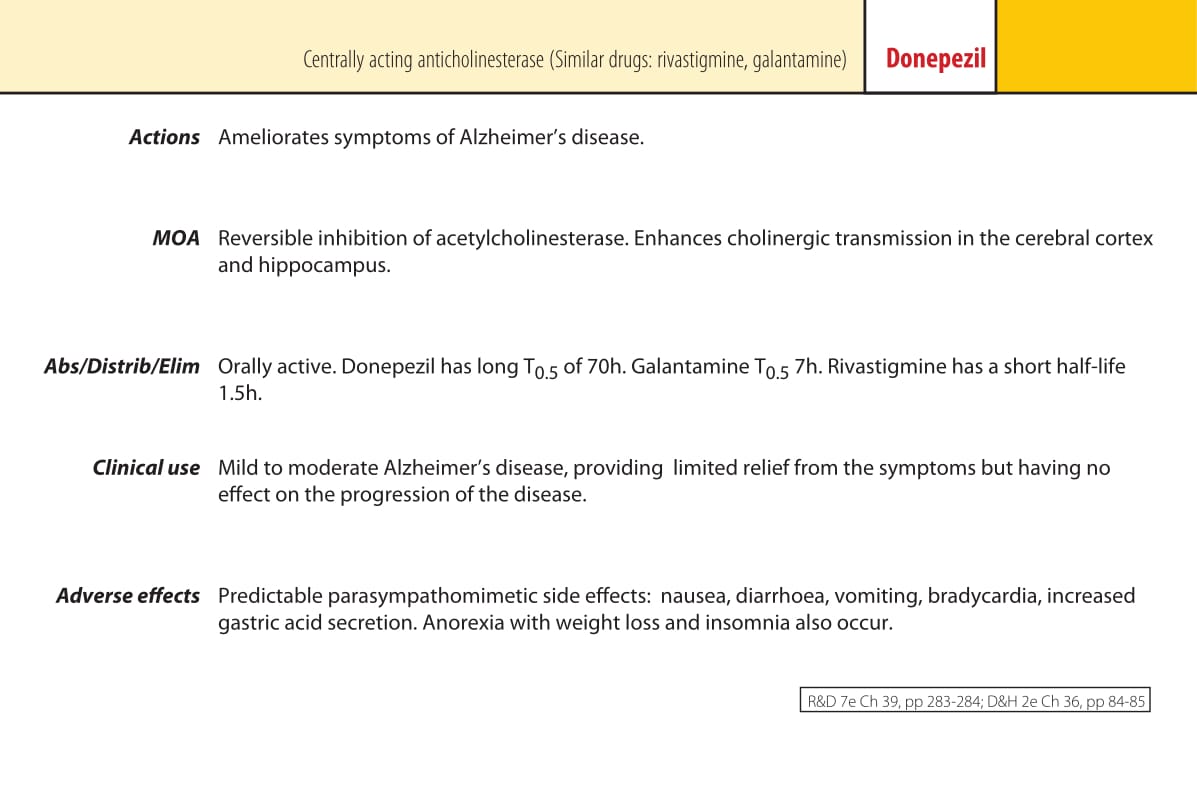 Centrally acting anticholinesterase (Similar drugs: rivastigmine, galantamine) Donepezil
Actions Ameliorates symptoms of Alzheimer’s disease.
MOA Reversible inhibition of acetylcholinesterase. Enhances cholinergic transmission in the cerebral cortex
and hippocampus.
Abs/Distrib/Elim Orally active. Donepezil has long T0.5 of 70h. Galantamine T0.5 7h. Rivastigmine has a short half-life
1.5h.
Clinical use Mild to moderate Alzheimer’s disease, providing limited relief from the symptoms but having no
effect on the progression of the disease.
Adverse effects Predictable parasympathomimetic side effects: nausea, diarrhoea, vomiting, bradycardia, increased
gastric acid secretion. Anorexia with weight loss and insomnia also occur.
R&D 7e Ch 39, pp 283-284; D&H 2e Ch 36, pp 84-85